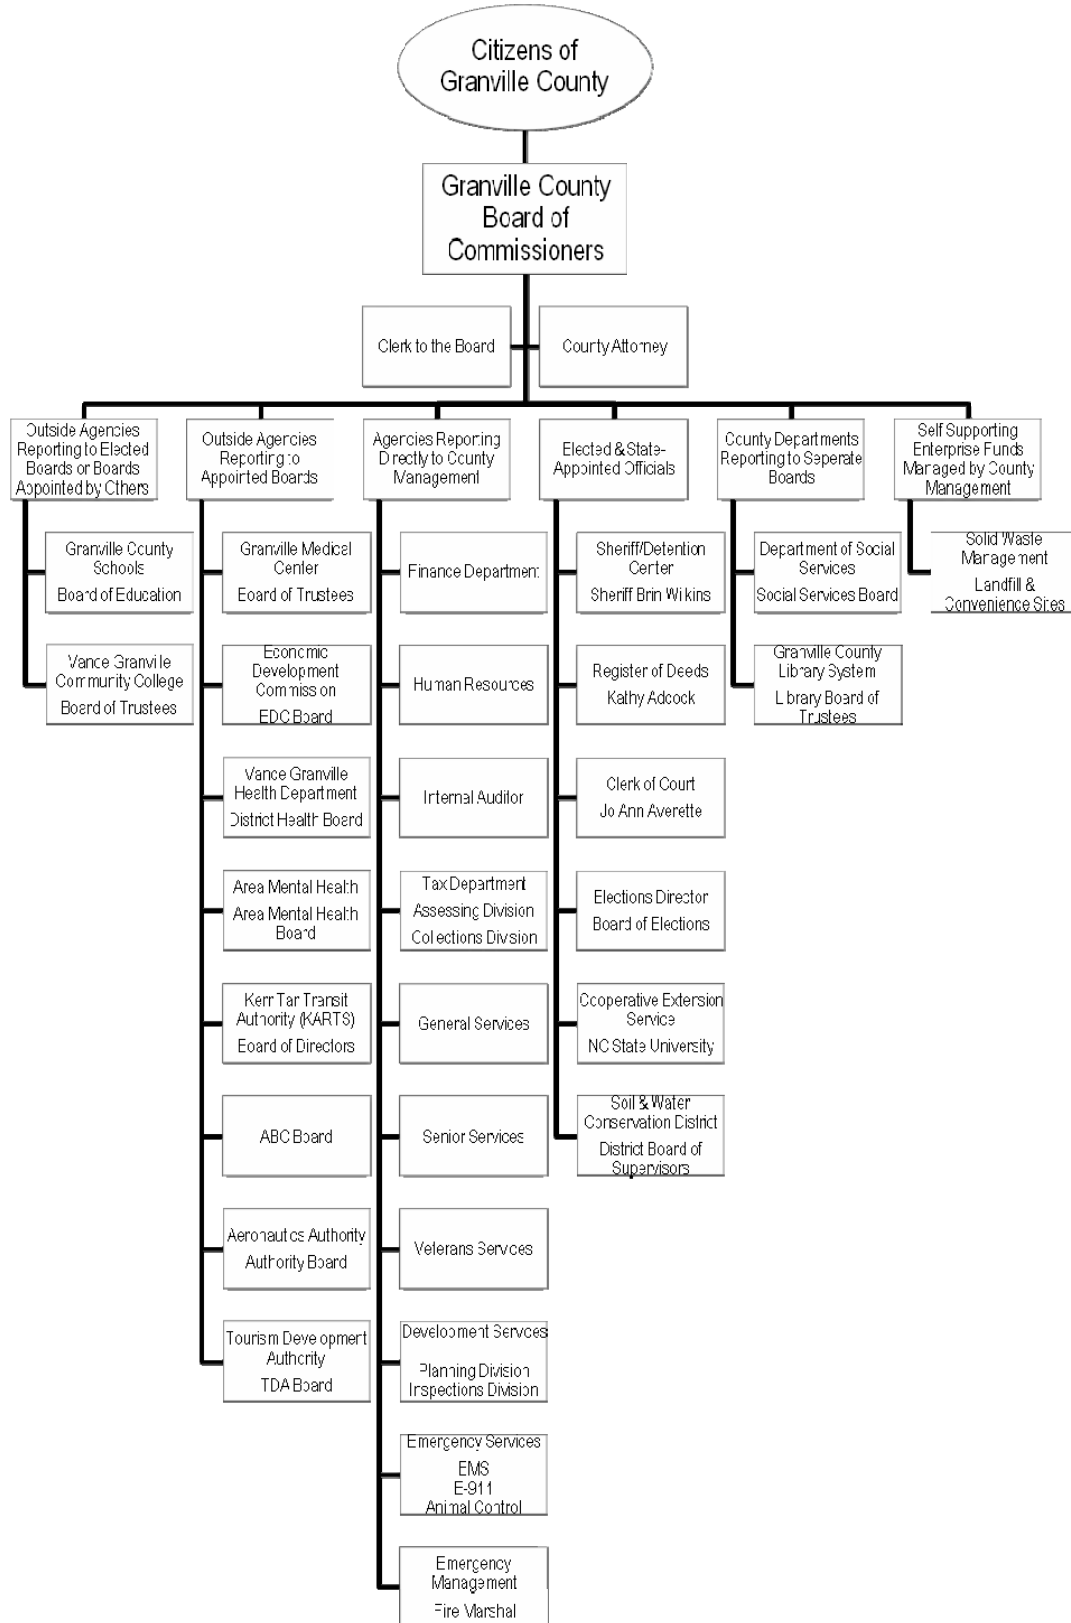 Citizens of
Granville County
Granville County
Board of
Commissioners
Clerk to the Board
County Attorney
Outside Agencies
Reporting to Elected
Boards or Boards
Appointed by Others
Outside Agencies
Reporting to
Appointed Boards
Agencies Reporting
Directly to County
Management
Elected & State-
Appointed Officials
County Departments
Reporting to Seperate
Boards
Self Supporting
Enterprise Funds
Managed by County
Management
Granville County
Schools
Board of Education
Vance Granville
Community College
Board of Trustees
Granville Medical
Center
Board of Trustees
Economic
Development
Commission
EDC Board
Vance Granville
Health Department
District Health Board
Area Mental Health
Area Mental Health
Board
Kerr Tar Transit
Authority (KARTS)
Board of Directors
ABC Board
Aeronautics Authority
Authority Board
Tourism Development
Authority
TDA Board
Finance Department
Human Resources
Internal Auditor
Tax Department
Assessing Division
Collections Division
General Services
Senior Services
Veterans Services
Development Services
Planning Division
Inspections Division
Emergency Services
EMS
E-911
Animal Control
Emergency
Management
Fire Marshal
Sheriff/Detention
Center
Sheriff Brin Wilkins
Register of Deeds
Kathy Adcock
Clerk of Court
Jo Ann Averette
Elections Director
Board of Elections
Cooperative Extension
Service
NC State University
Soil & Water
Conservation District
District Board of
Supervisors
Department of Social
Services
Social Services Board
Granville County
Library System
Library Board of
Trustees
Solid Waste
Management
Landfill &
Convenience Sites